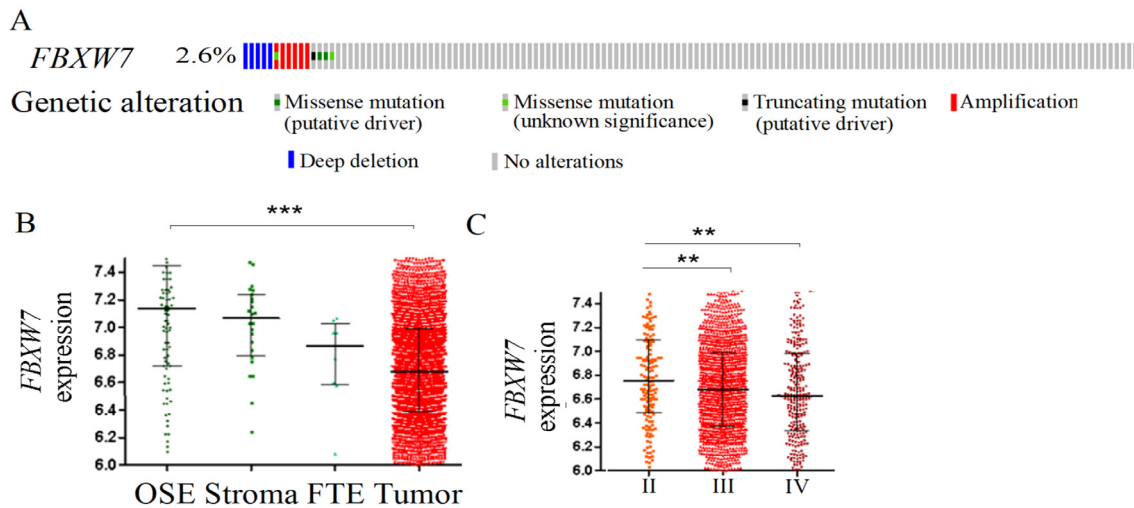 A
FBXW7 2.6%
Genetic alteration
Missense mutation
(putative driver)
Missense mutation
(unknown significance)
Truncating mutation
(putative driver)
Amplification
Deep deletion
No alterations
B
***
FBXW7
expression
7.4
7.2
7.0
6.8
6.6
6.4
6.2
6.0
OSE Stroma FTE Tumor
C
**
**
FBXW7
expression
7.4
7.2
7.0
6.8
6.6
6.4
6.2
6.0
II III IV